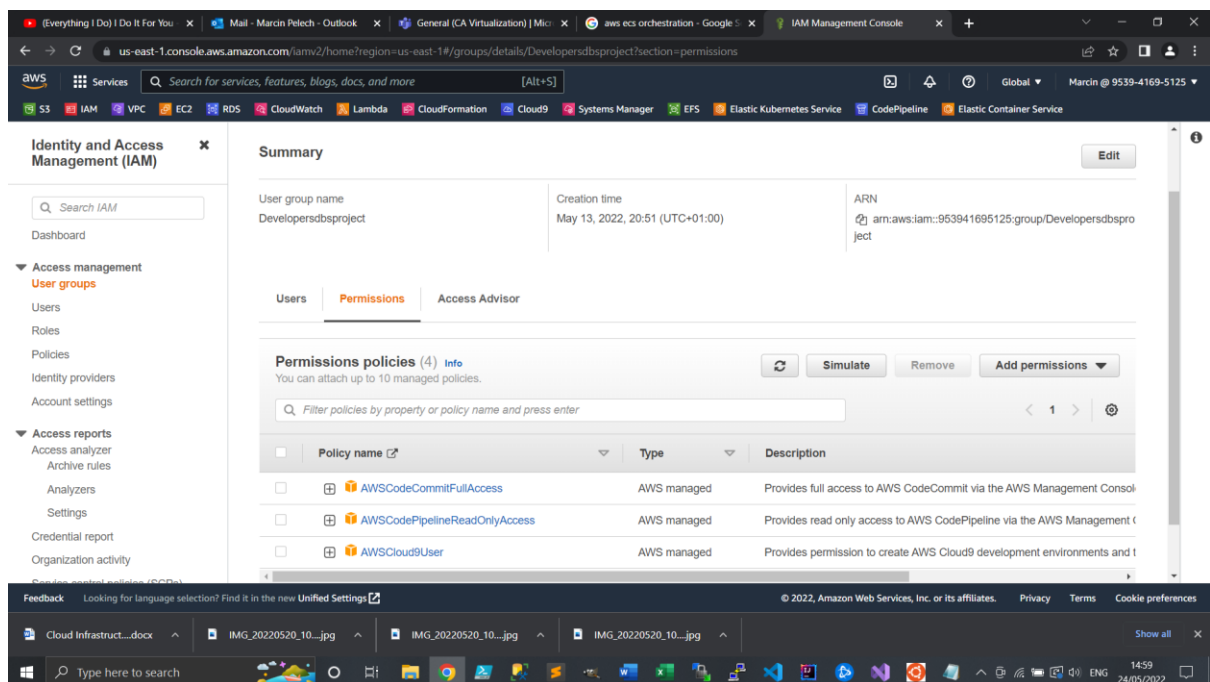 (Everything I Do) I Do It For You
Mail - Marcin Pelech - Outlook
General (CA Virtualization) | Micr
aws ecs orchestration - Google S
IAM Management Console
us-east-1.console.aws.amazon.com/iamv2/home?region=us-east-1#/groups/details/Developersdbsproject?section=permissions
aws
Services
Search for services, features, blogs, docs, and more
[Alt+S]
Global
Marcin @ 9539-4169-5125
S3
IAM
VPC
EC2
RDS
CloudWatch
Lambda
CloudFormation
Cloud9
Systems Manager
EFS
Elastic Kubernetes Service
CodePipeline
Elastic Container Service
Identity and Access
Management (IAM)
Search IAM
Dashboard
Access management
User groups
Users
Roles
Policies
Identity providers
Account settings
Access reports
Access analyzer
Archive rules
Analyzers
Settings
Credential report
Organization activity
Service control policies (SCPs)
Summary
Edit
User group name
Developersdbsproject
Creation time
May 13, 2022, 20:51 (UTC+01:00)
ARN
arn:aws:iam::953941695125:group/Developersdbspro
ject
Users
Permissions
Access Advisor
Permissions policies (4) Info
You can attach up to 10 managed policies.
Simulate
Remove
Add permissions
Filter policies by property or policy name and press enter
1
Policy name
Type
Description
AWSCodeCommitFullAccess
AWS managed
Provides full access to AWS CodeCommit via the AWS Management Consol
AWSCodePipelineReadOnlyAccess
AWS managed
Provides read only access to AWS CodePipeline via the AWS Management
AWSCloud9User
AWS managed
Provides permission to create AWS Cloud9 development environments and t
Feedback
Looking for language selection? Find it in the new Unified Settings
© 2022, Amazon Web Services, Inc. or its affiliates.
Privacy
Terms
Cookie preferences
Cloud Infrastruct....docx
IMG_20220520_10....jpg
IMG_20220520_10....jpg
IMG_20220520_10....jpg
Show all
Type here to search
ENG
14:59
24/05/2022